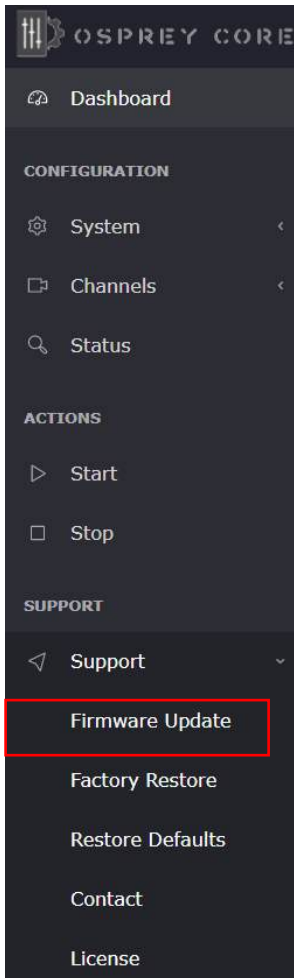 OSPREY CORE
Dashboard
CONFIGURATION
System
Channels
Status
ACTIONS
Start
Stop
SUPPORT
Support
Firmware Update
Factory Restore
Restore Defaults
Contact
License